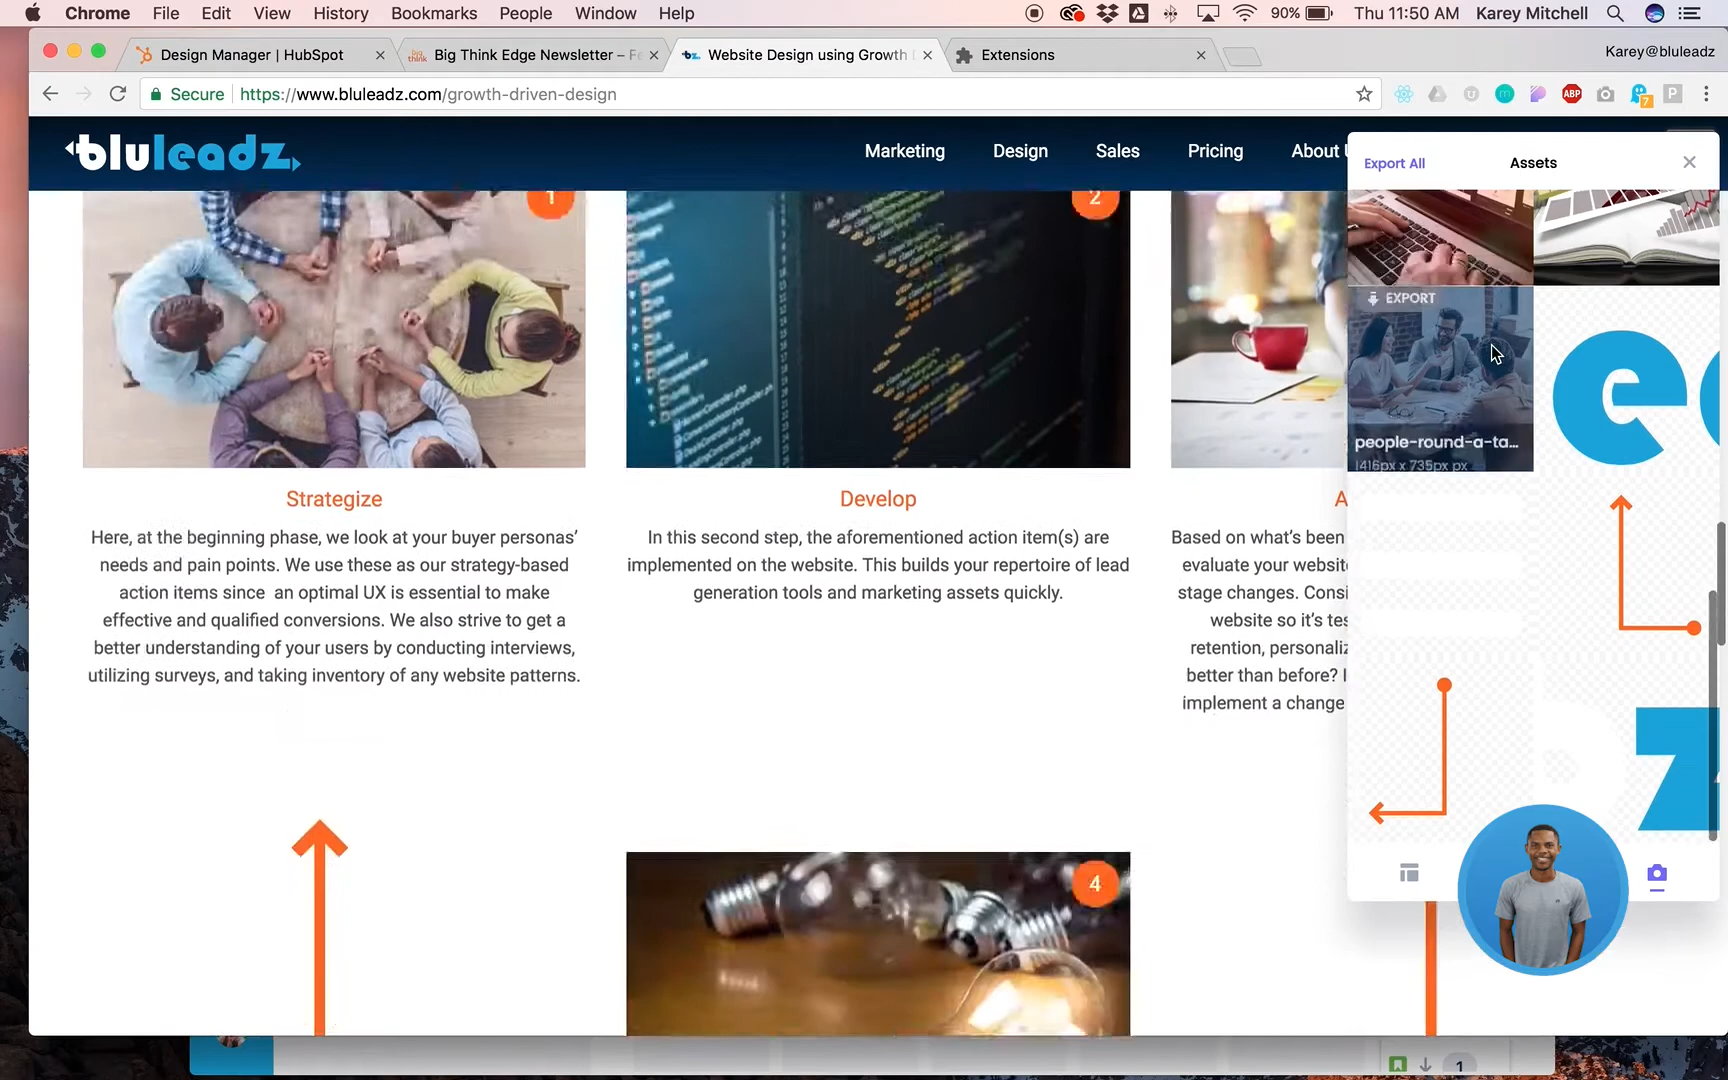 Chrome File Edit View History Bookmarks People Window Help 90% Thu 11:50 AM Karey Mitchell
Design Manager | HubSpot
Big Think Edge Newsletter – Fe
Website Design using Growth
Extensions
Karey@bluleadz
Secure https://www.bluleadz.com/growth-driven-design
ABP
7
P
bluleadz
Marketing Design Sales Pricing About
Export All Assets
1
2
EXPORT
people-round-a-ta...
1416px x 735px px
e
z
Strategize
Here, at the beginning phase, we look at your buyer personas’
needs and pain points. We use these as our strategy-based
action items since an optimal UX is essential to make
effective and qualified conversions. We also strive to get a
better understanding of your users by conducting interviews,
utilizing surveys, and taking inventory of any website patterns.
Develop
In this second step, the aforementioned action item(s) are
implemented on the website. This builds your repertoire of lead
generation tools and marketing assets quickly.
A
Based on what’s been
evaluate your website
stage changes. Consi
website so it’s tes
retention, personaliz
better than before? I
implement a change
4
1